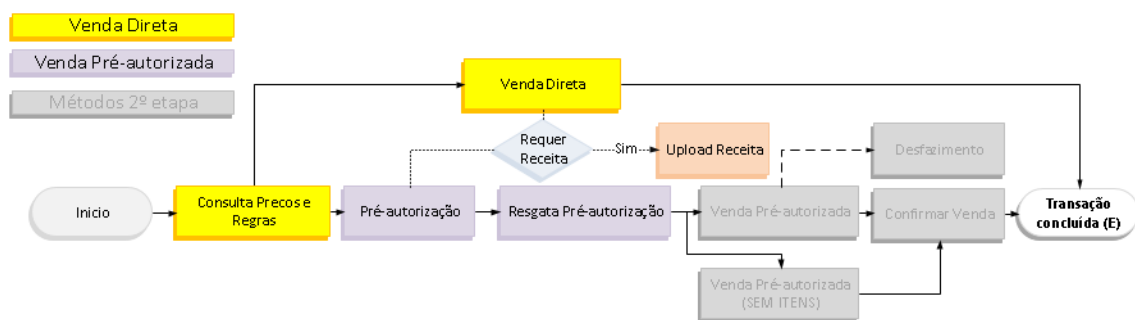 Venda Direta
Venda Pré-autorizada
Métodos 2º etapa
Venda Direta
Requer
Receita
Sim
Upload Receita
Desfazimento
Inicio
Consulta Precos e
Regras
Pré-autorização
Resgata Pré-autorização
Venda Pré-autorizada
Confirmar Venda
Transação
concluída (E)
Venda Pré-autorizada
(SEM ITENS)